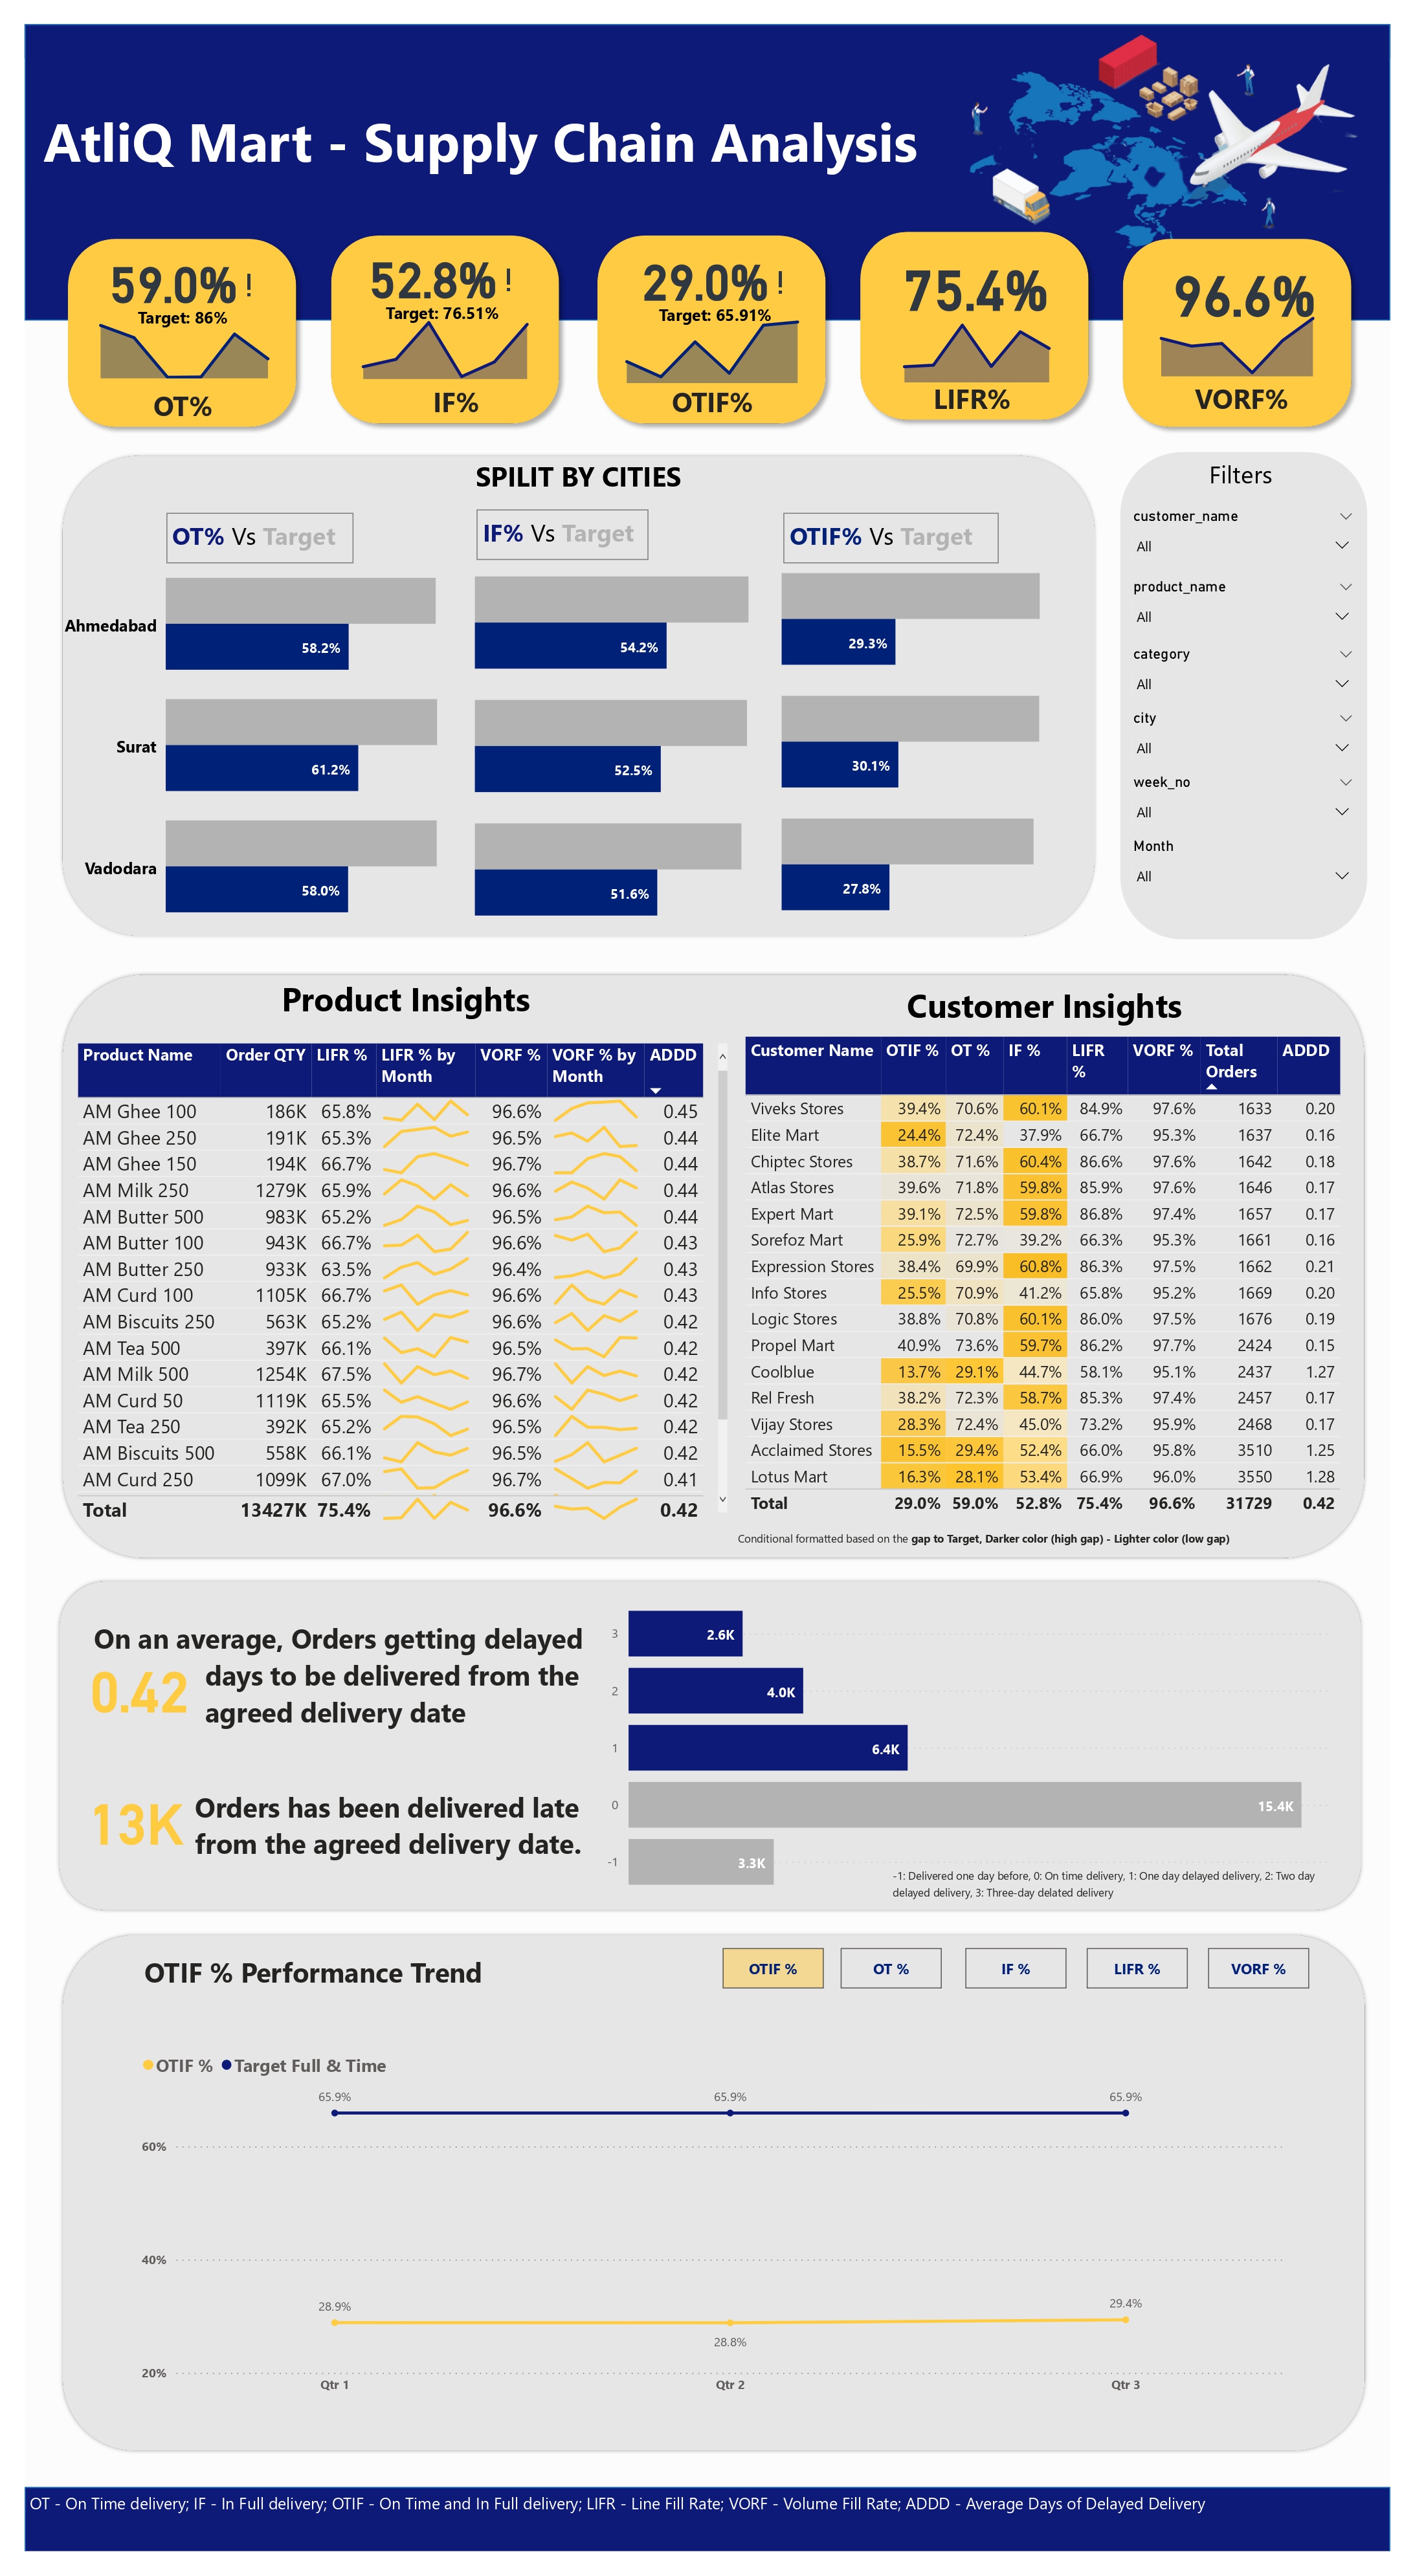 AtliQ Mart - Supply Chain Analysis
59.0% !
Target: 86%
OT%
52.8% !
Target: 76.51%
IF%
29.0% !
Target: 65.91%
OTIF%
75.4%
LIFR%
96.6%
VORF%
SPILIT BY CITIES
OT% Vs Target
IF% Vs Target
OTIF% Vs Target
Ahmedabad
58.2%
54.2%
29.3%
Surat
61.2%
52.5%
30.1%
Vadodara
58.0%
51.6%
27.8%
Filters
customer_name
All
product_name
All
category
All
city
All
week_no
All
Month
All
Product Insights
Product Name Order QTY LIFR % LIFR % by Month VORF % VORF % by Month ADDD
AM Ghee 100 186K 65.8% 96.6% 0.45
AM Ghee 250 191K 65.3% 96.5% 0.44
AM Ghee 150 194K 66.7% 96.7% 0.44
AM Milk 250 1279K 65.9% 96.6% 0.44
AM Butter 500 983K 65.2% 96.5% 0.44
AM Butter 100 943K 66.7% 96.6% 0.43
AM Butter 250 933K 63.5% 96.4% 0.43
AM Curd 100 1105K 66.7% 96.6% 0.43
AM Biscuits 250 563K 65.2% 96.6% 0.42
AM Tea 500 397K 66.1% 96.5% 0.42
AM Milk 500 1254K 67.5% 96.7% 0.42
AM Curd 50 1119K 65.5% 96.6% 0.42
AM Tea 250 392K 65.2% 96.5% 0.42
AM Biscuits 500 558K 66.1% 96.5% 0.42
AM Curd 250 1099K 67.0% 96.7% 0.41
Total 13427K 75.4% 96.6% 0.42
Customer Insights
Customer Name OTIF % OT % IF % LIFR % VORF % Total Orders ADDD
Viveks Stores 39.4% 70.6% 60.1% 84.9% 97.6% 1633 0.20
Elite Mart 24.4% 72.4% 37.9% 66.7% 95.3% 1637 0.16
Chiptec Stores 38.7% 71.6% 60.4% 86.6% 97.6% 1642 0.18
Atlas Stores 39.6% 71.8% 59.8% 85.9% 97.6% 1646 0.17
Expert Mart 39.1% 72.5% 59.8% 86.8% 97.4% 1657 0.17
Sorefoz Mart 25.9% 72.7% 39.2% 66.3% 95.3% 1661 0.16
Expression Stores 38.4% 69.9% 60.8% 86.3% 97.5% 1662 0.21
Info Stores 25.5% 70.9% 41.2% 65.8% 95.2% 1669 0.20
Logic Stores 38.8% 70.8% 60.1% 86.0% 97.5% 1676 0.19
Propel Mart 40.9% 73.6% 59.7% 86.2% 97.7% 2424 0.15
Coolblue 13.7% 29.1% 44.7% 58.1% 95.1% 2437 1.27
Rel Fresh 38.2% 72.3% 58.7% 85.3% 97.4% 2457 0.17
Vijay Stores 28.3% 72.4% 45.0% 73.2% 95.9% 2468 0.17
Acclaimed Stores 15.5% 29.4% 52.4% 66.0% 95.8% 3510 1.25
Lotus Mart 16.3% 28.1% 53.4% 66.9% 96.0% 3550 1.28
Total 29.0% 59.0% 52.8% 75.4% 96.6% 31729 0.42
Conditional formatted based on the gap to Target, Darker color (high gap) - Lighter color (low gap)
On an average, Orders getting delayed
0.42 days to be delivered from the
agreed delivery date
13K Orders has been delivered late
from the agreed delivery date.
3 2.6K
2 4.0K
1 6.4K
0 15.4K
-1 3.3K
-1: Delivered one day before, 0: On time delivery, 1: One day delayed delivery, 2: Two day
delayed delivery, 3: Three-day delated delivery
OTIF % Performance Trend
OTIF %
OT %
IF %
LIFR %
VORF %
OTIF % Target Full & Time
65.9% 65.9% 65.9%
60%
40%
28.9% 28.8% 29.4%
20%
Qtr 1 Qtr 2 Qtr 3
OT - On Time delivery; IF - In Full delivery; OTIF - On Time and In Full delivery; LIFR - Line Fill Rate; VORF - Volume Fill Rate; ADDD - Average Days of Delayed Delivery